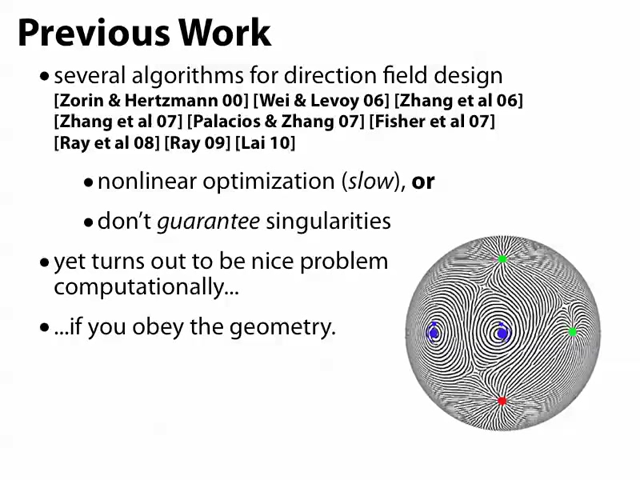 Previous Work
• several algorithms for direction field design
[Zorin & Hertzmann 00] [Wei & Levoy 06] [Zhang et al 06]
[Zhang et al 07] [Palacios & Zhang 07] [Fisher et al 07]
[Ray et al 08] [Ray 09] [Lai 10]
• nonlinear optimization (slow), or
• don't guarantee singularities
• yet turns out to be nice problem
computationally...
• ...if you obey the geometry.